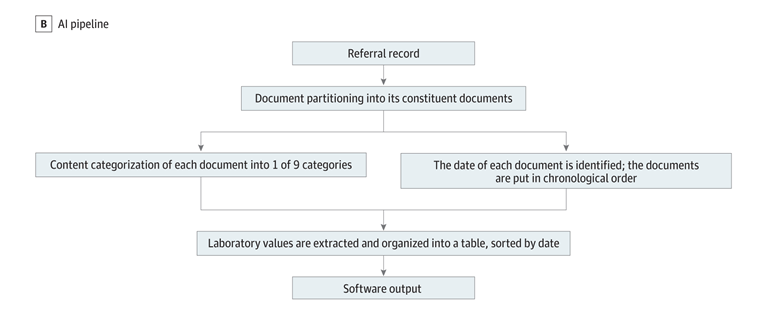 B AI pipeline
Referral record
Document partitioning into its constituent documents
Content categorization of each document into 1 of 9 categories
The date of each document is identified; the documents
are put in chronological order
Laboratory values are extracted and organized into a table, sorted by date
Software output